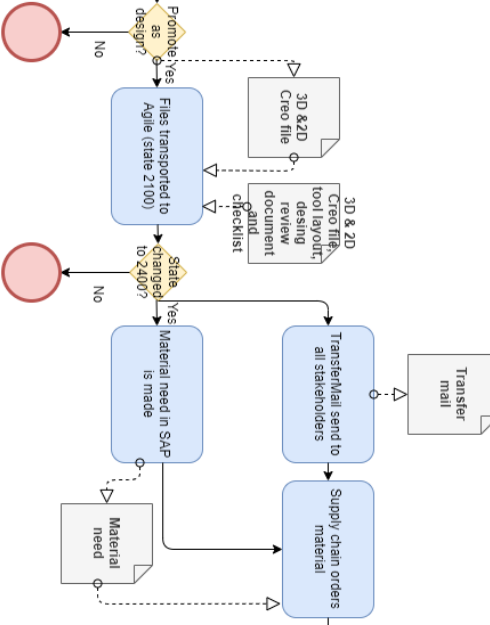 Promote
as
design?
Yes
No
3D &2D
Creo file
Files transported to
Agile (state 2100)
3D & 2D
Creo file,
tool layout,
desing
review
document
and
checklist
State
changed
to 2400?
Yes
No
Transfer
mail
TransferMail send to
all stakeholders
Material need in SAP
is made
Supply chain orders
material
Material
need